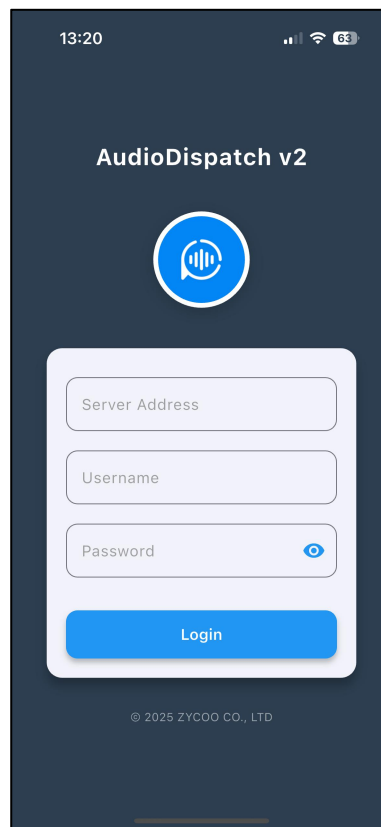 13:20
63
AudioDispatch v2
Server Address
Username
Password
Login
© 2025 ZYCOO CO., LTD